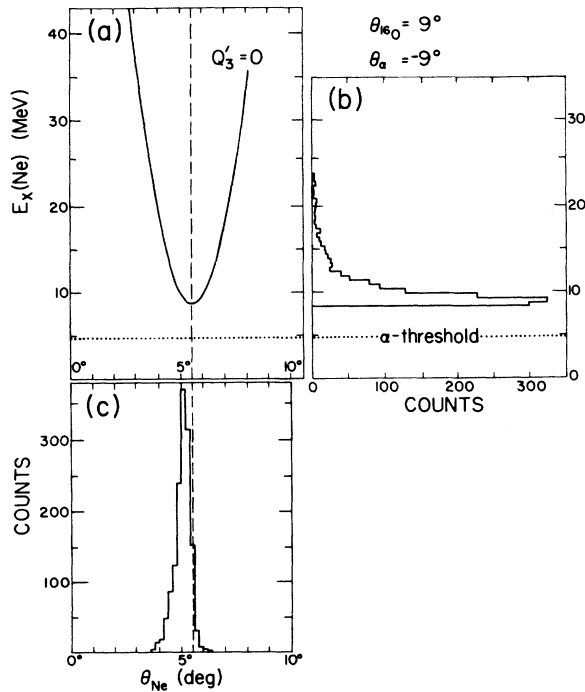 (a)
Q'₃=0
40
30
20
10
Eₓ(Ne) (MeV)
0° 5° 10°
θ₁₆O = 9°
θα = -9°
(b)
30
20
10
0
α-threshold
0 100 200 300
COUNTS
(c)
300
200
100
COUNTS
0° 5° 10°
θNe (deg)